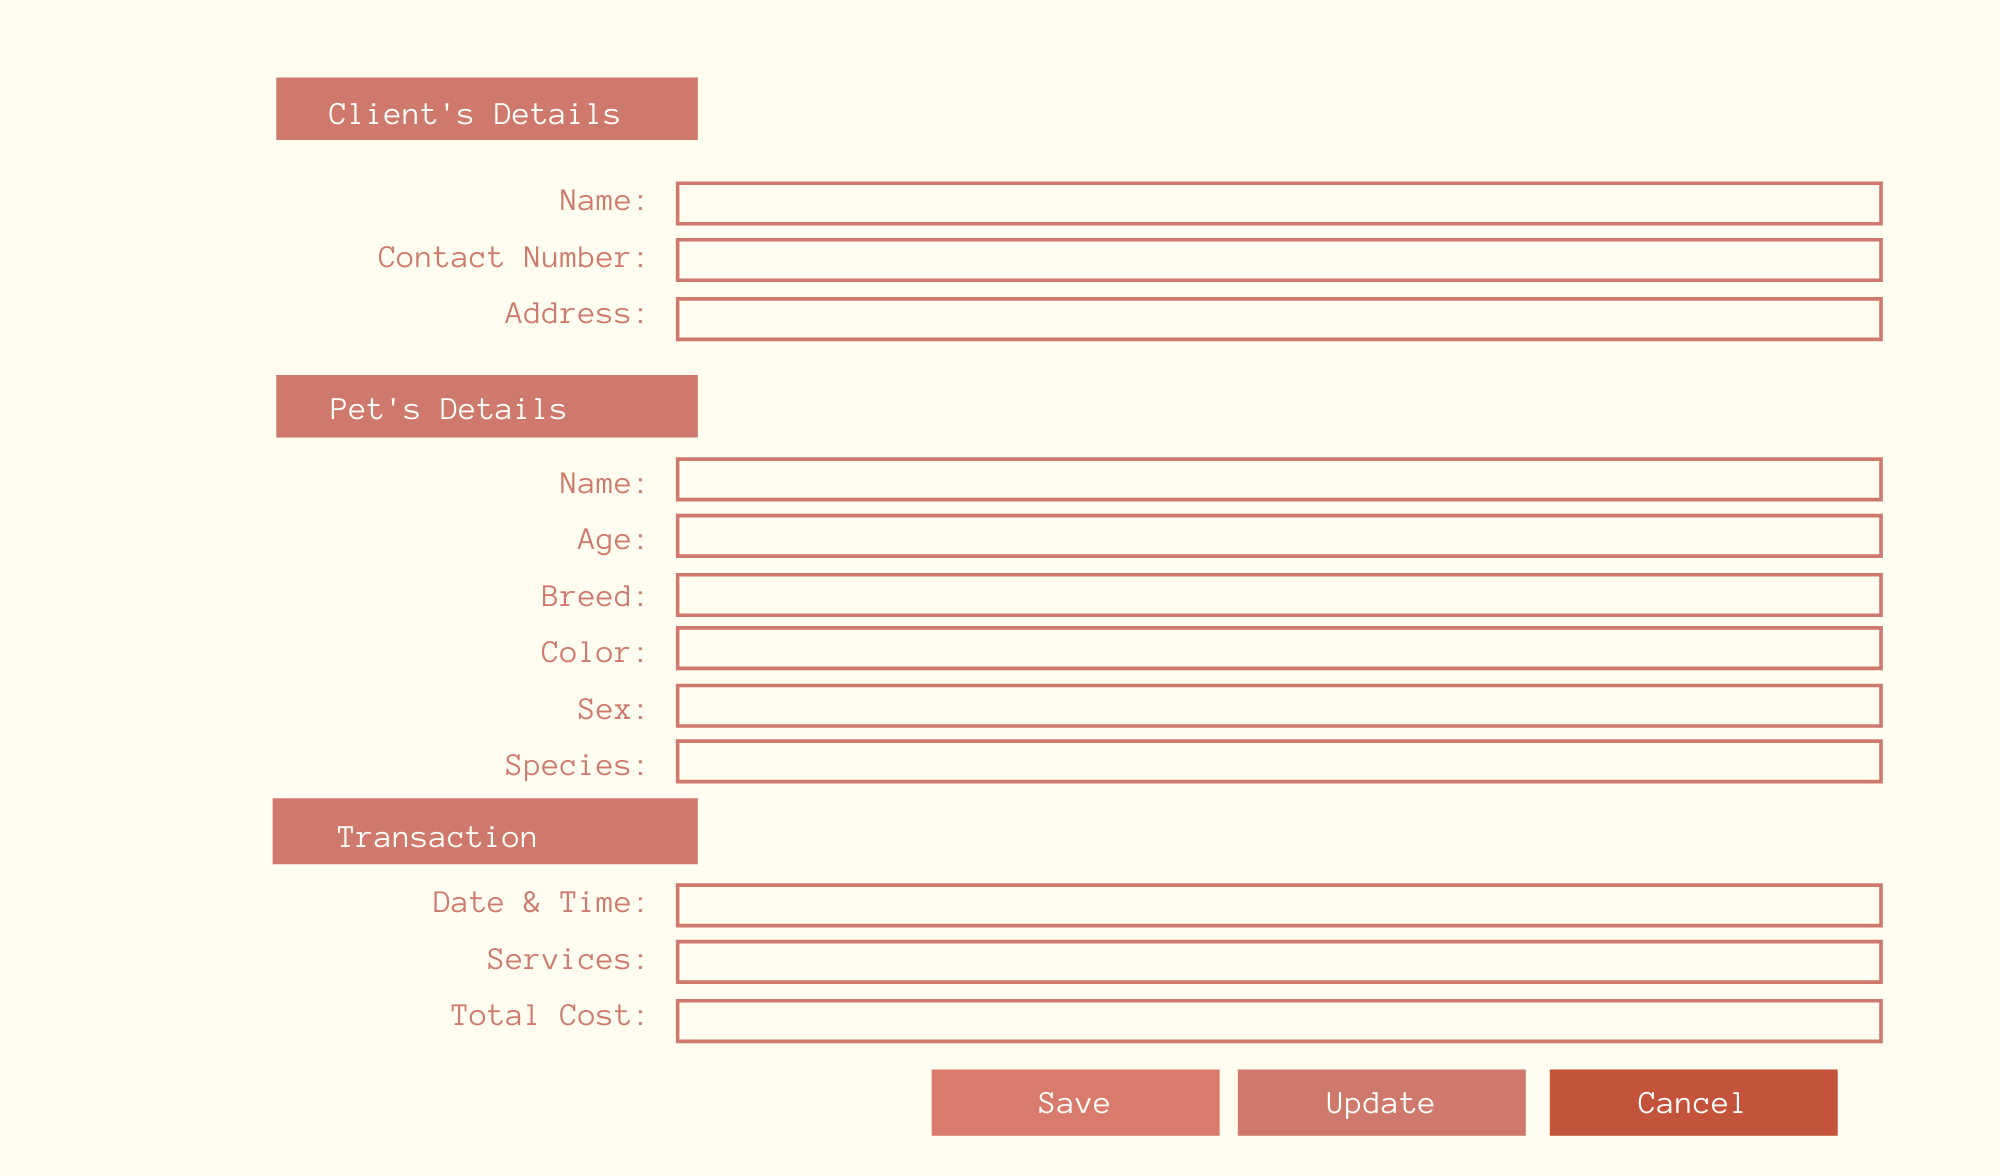 Client's Details
Name:
Contact Number:
Address:
Pet's Details
Name:
Age:
Breed:
Color:
Sex:
Species:
Transaction
Date & Time:
Services:
Total Cost:
Save Update Cancel